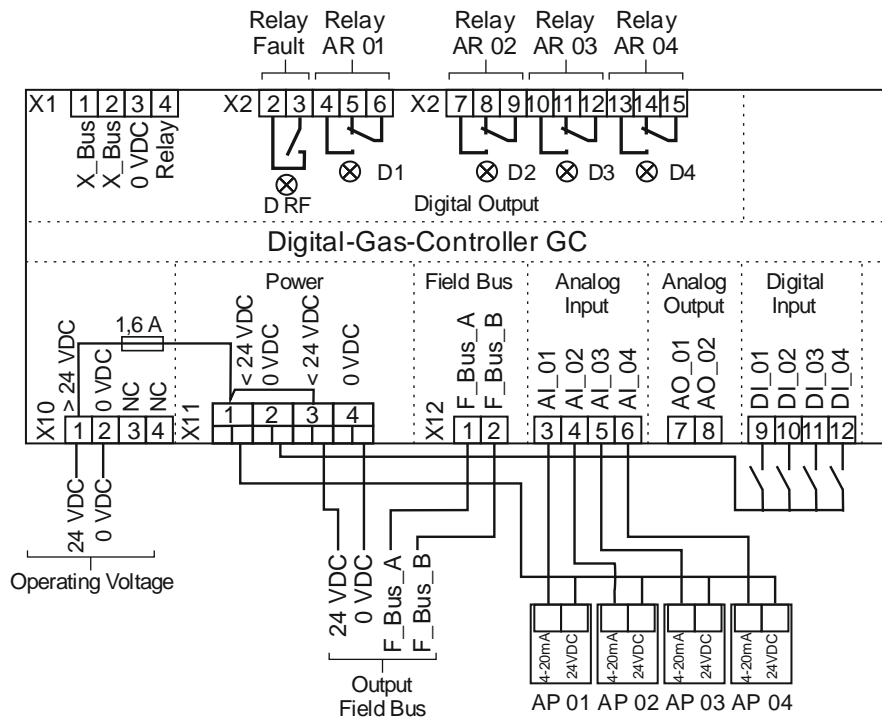 Relay Fault
Relay AR 01
Relay AR 02
Relay AR 03
Relay AR 04
X1 1 2 3 4
X2 2 3 4 5 6
X2 7 8 9 10 11 12 13 14 15
X_Bus
X_Bus
0 VDC
Relay
D RF
D1
D2
D3
D4
Digital Output
Digital-Gas-Controller GC
Power
Field Bus
Analog Input
Analog Output
Digital Input
> 24 VDC
0 VDC
NC
NC
1,6 A
< 24 VDC
0 VDC
< 24 VDC
0 VDC
F_Bus_A
F_Bus_B
AI_01
AI_02
AI_03
AI_04
AO_01
AO_02
DI_01
DI_02
DI_03
DI_04
X10 1 2 3 4
X11 1 2 3 4
X12 1 2
3 4 5 6
7 8
9 10 11 12
24 VDC
0 VDC
Operating Voltage
24 VDC
0 VDC
F_Bus_A
F_Bus_B
Output
Field Bus
4-20mA
24VDC
4-20mA
24VDC
4-20mA
24VDC
4-20mA
24VDC
AP 01 AP 02 AP 03 AP 04